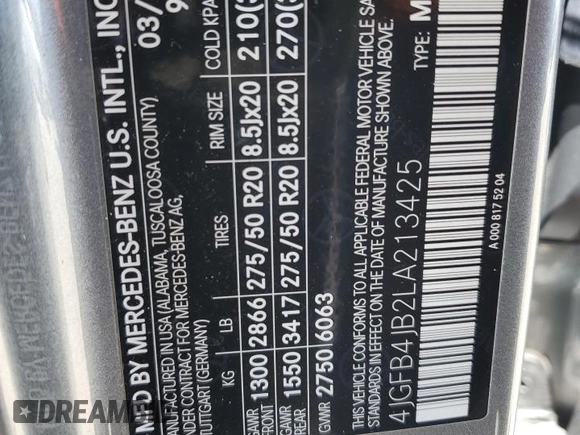 MFD BY MERCEDES-BENZ U.S. INTL., INC
MANUFACTURED IN USA (ALABAMA, TUSCALOOSA COUNTY)
UNDER CONTRACT FOR MERCEDES-BENZ AG,
STUTTGART (GERMANY)
03/
KG LB TIRES RIM SIZE COLD KPA
GAWR FRONT 1300 2866 275/50 R20 8.5Jx20 210(
GAWR REAR 1550 3417 275/50 R20 8.5Jx20 270(
GVWR 2750 6063
THIS VEHICLE CONFORMS TO ALL APPLICABLE FEDERAL MOTOR VEHICLE SA
STANDARDS IN EFFECT ON THE DATE OF MANUFACTURE SHOWN ABOVE.
4JGFB4JB2LA213425 TYPE: M
A 000 817 52 04
DREAM